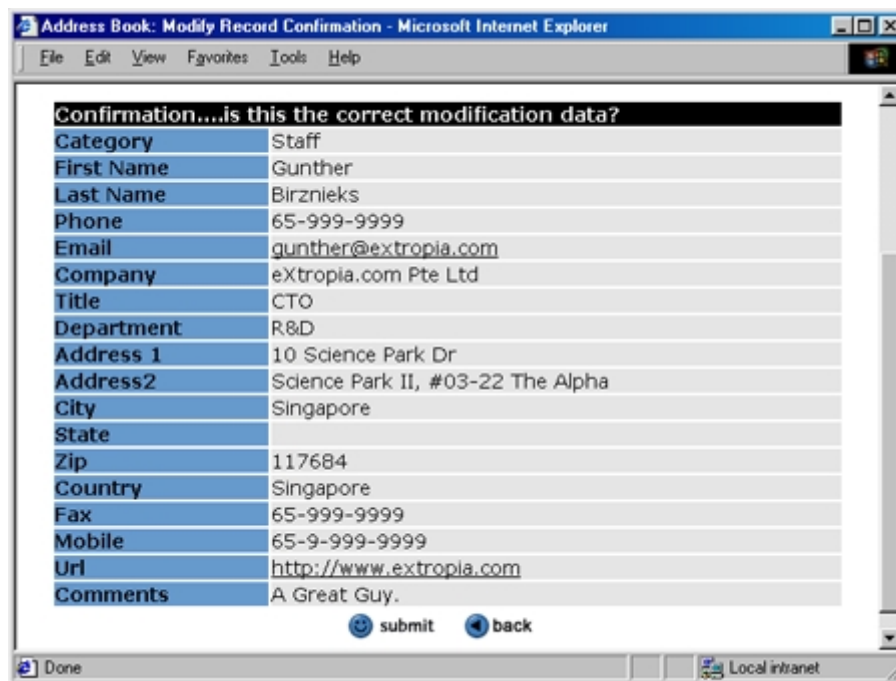 Address Book: Modify Record Confirmation - Microsoft Internet Explorer
File Edit View Favorites Tools Help
Confirmation....is this the correct modification data?
Category Staff
First Name Gunther
Last Name Birznieks
Phone 65-999-9999
Email gunther@extropia.com
Company eXtropia.com Pte Ltd
Title CTO
Department R&D
Address 1 10 Science Park Dr
Address2 Science Park II, #03-22 The Alpha
City Singapore
State
Zip 117684
Country Singapore
Fax 65-999-9999
Mobile 65-9-999-9999
Url http://www.extropia.com
Comments A Great Guy.
submit back
Done Local intranet